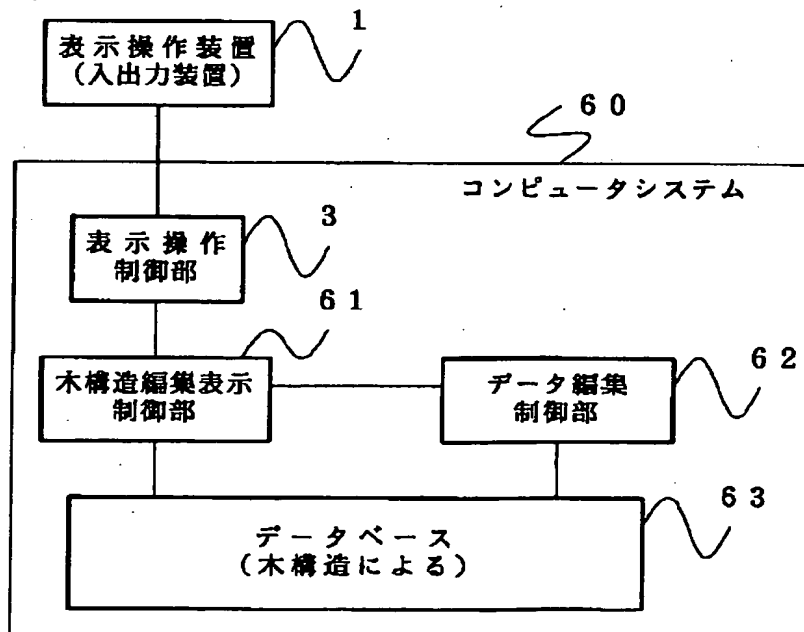 表示操作装置
(入出力装置)
1
60
コンピュータシステム
表示操作
制御部
3
木構造編集表示
制御部
61
データ編集
制御部
62
データベース
(木構造による)
63